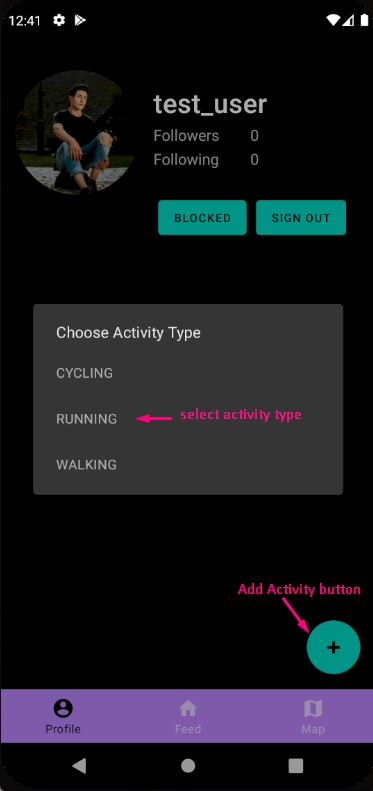 12:41
test_user
Followers 0
Following 0
BLOCKED SIGN OUT
Choose Activity Type
CYCLING
RUNNING select activity type
WALKING
Add Activity button
+
Profile Feed Map